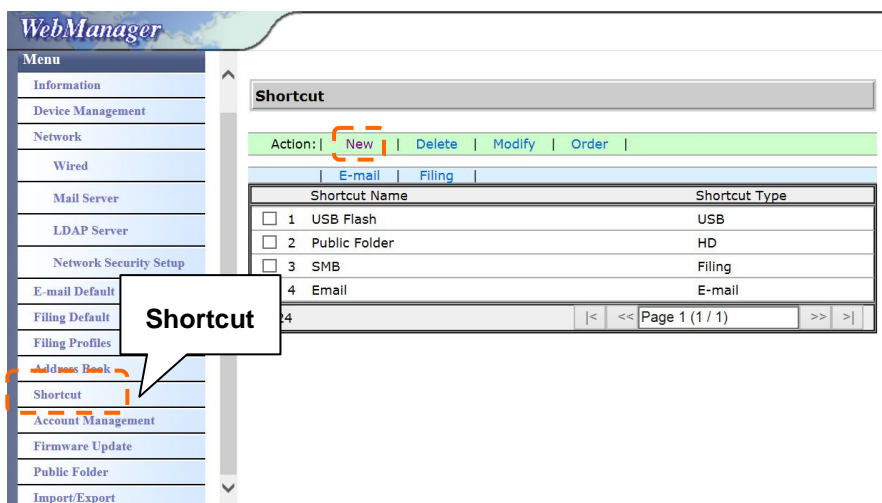 WebManager
Menu
Information
Device Management
Network
Wired
Mail Server
LDAP Server
Network Security Setup
E-mail Default
Filing Default
Filing Profiles
Address Book
Shortcut
Account Management
Firmware Update
Public Folder
Import/Export
Shortcut
Shortcut
Action:| New | Delete | Modify | Order |
| E-mail | Filing |
Shortcut Name Shortcut Type
1 USB Flash USB
2 Public Folder HD
3 SMB Filing
4 Email E-mail
24 |< << Page 1 (1 / 1) >> >|